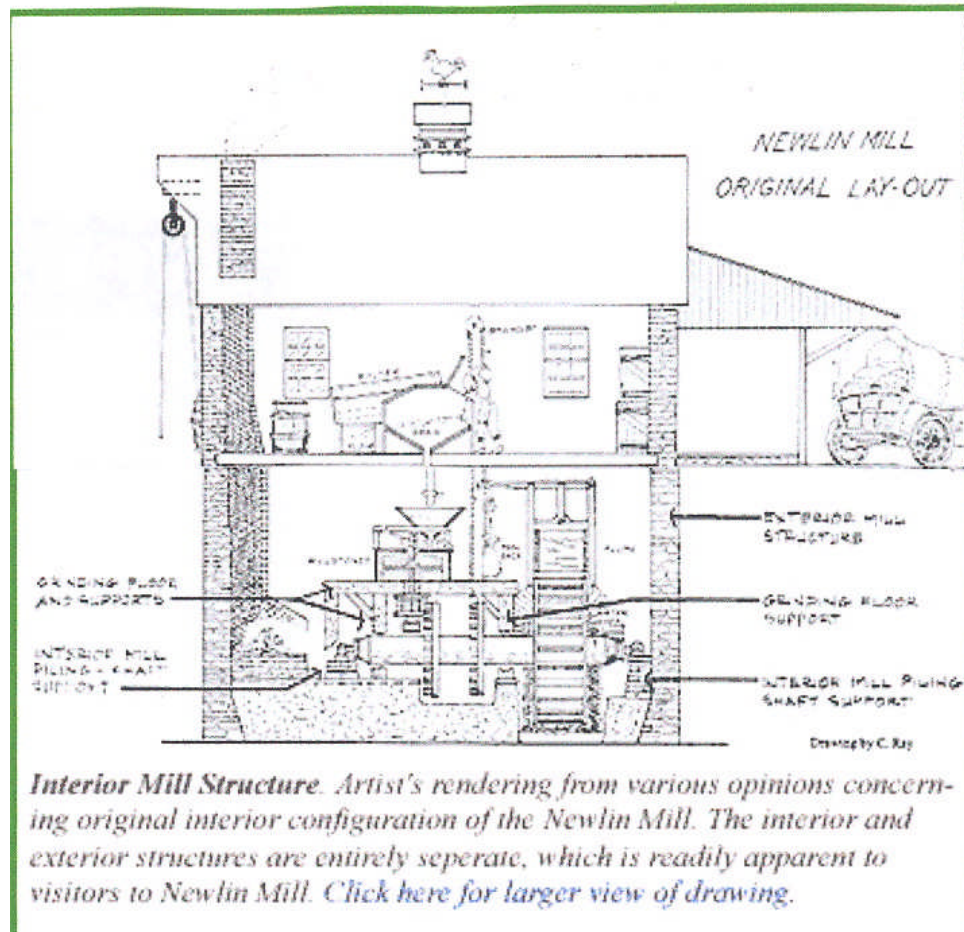 NEWLIN MILL
ORIGINAL LAY-OUT
BOLTER
MILLSTONES
FLUME
EXTERIOR MILL
STRUCTURE
GRINDING FLOOR
AND SUPPORTS
GRINDING FLOOR
SUPPORT
INTERIOR MILL
PILING - SHAFT
SUPPORT
INTERIOR MILL PILING
SHAFT SUPPORT
Drawing by C. Ray
Interior Mill Structure. Artist's rendering from various opinions concern-
ing original interior configuration of the Newlin Mill. The interior and
exterior structures are entirely seperate, which is readily apparent to
visitors to Newlin Mill. Click here for larger view of drawing.